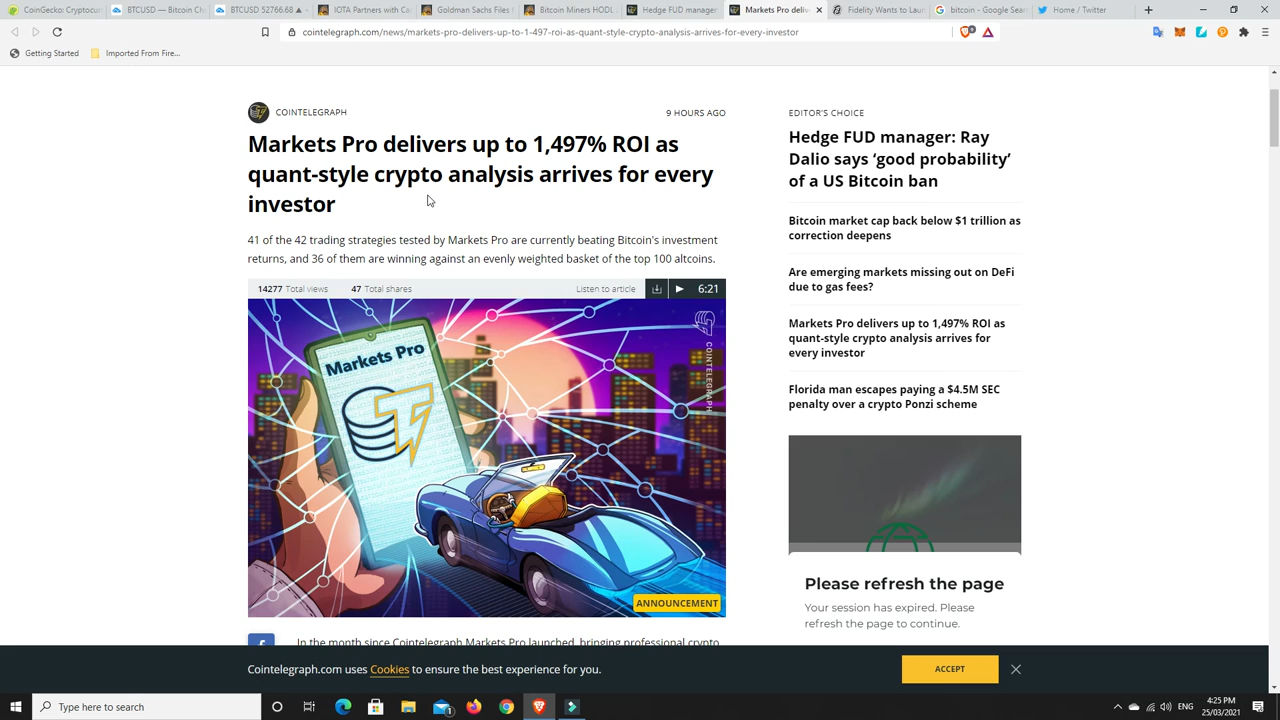 CoinGecko: Cryptocur
BTCUSD — Bitcoin Ch
BTCUSD 52766.68 ▲
IOTA Partners with Ca
Goldman Sachs Files f
Bitcoin Miners HODL
Hedge FUD manager:
Markets Pro deliv
Fidelity Wants to Laun
bitcoin - Google Sear
Home / Twitter
cointelegraph.com/news/markets-pro-delivers-up-to-1-497-roi-as-quant-style-crypto-analysis-arrives-for-every-investor
Getting Started
Imported From Fire...
COINTELEGRAPH
9 HOURS AGO
Markets Pro delivers up to 1,497% ROI as
quant-style crypto analysis arrives for every
investor
41 of the 42 trading strategies tested by Markets Pro are currently beating Bitcoin's investment
returns, and 36 of them are winning against an evenly weighted basket of the top 100 altcoins.
14277 Total views
47 Total shares
Listen to article
6:21
Markets Pro
COINTELEGRAPH
ANNOUNCEMENT
In the month since Cointelegraph Markets Pro launched, bringing professional crypto
EDITOR'S CHOICE
Hedge FUD manager: Ray
Dalio says ‘good probability’
of a US Bitcoin ban
Bitcoin market cap back below $1 trillion as
correction deepens
Are emerging markets missing out on DeFi
due to gas fees?
Markets Pro delivers up to 1,497% ROI as
quant-style crypto analysis arrives for
every investor
Florida man escapes paying a $4.5M SEC
penalty over a crypto Ponzi scheme
Please refresh the page
Your session has expired. Please
refresh the page to continue.
Cointelegraph.com uses Cookies to ensure the best experience for you.
ACCEPT
Type here to search
ENG
4:25 PM
25/03/2021